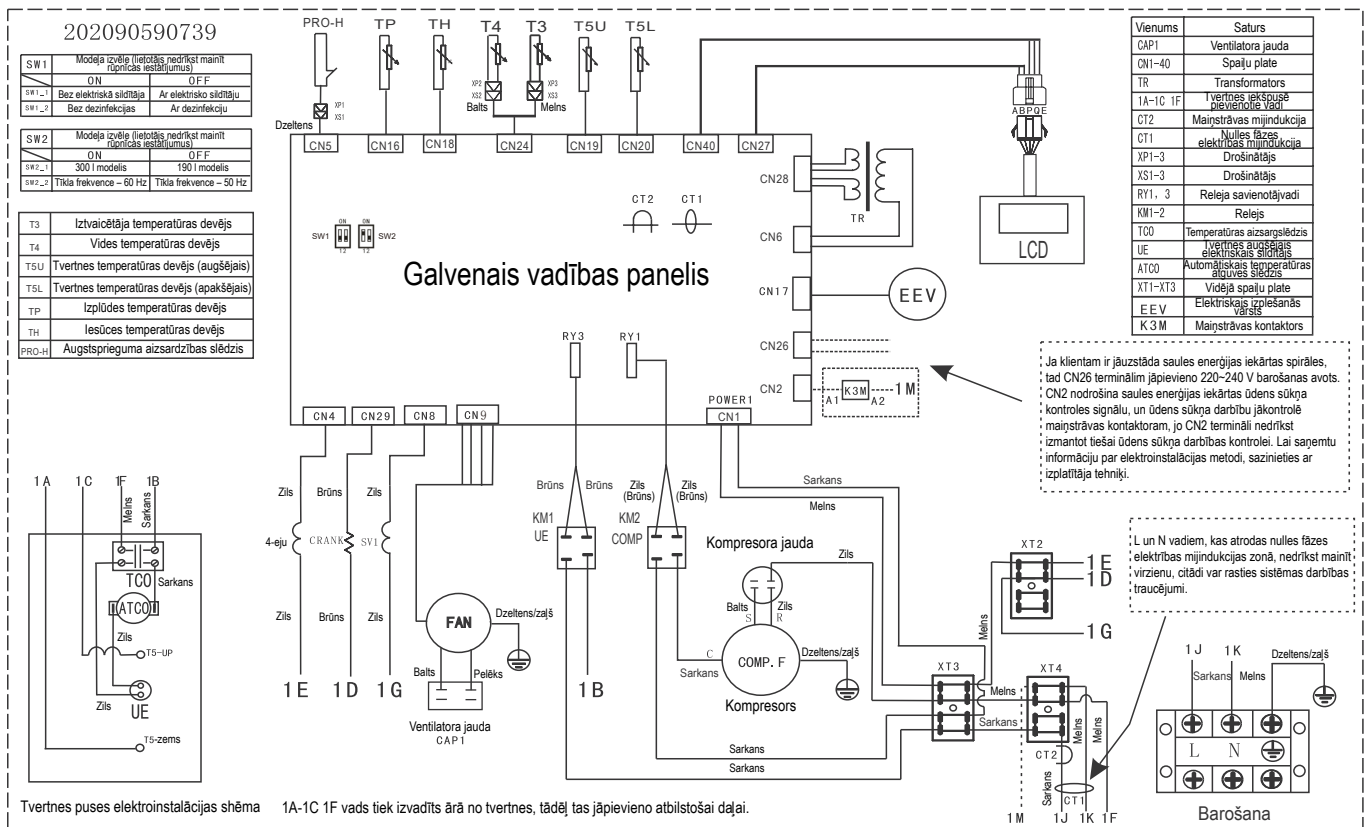 202090590739
SW1 Modeļa izvēle (lietotājs nedrīkst mainīt
rūpnīcas iestatījumus)
ON OFF
SW1_1 Bez elektriskā sildītāja Ar elektrisko sildītāju
SW1_2 Bez dezinfekcijas Ar dezinfekciju
SW2 Modeļa izvēle (lietotājs nedrīkst mainīt
rūpnīcas iestatījumus)
ON OFF
SW2_1 300 l modelis 190 l modelis
SW2_2 Tīkla frekvence – 60 Hz Tīkla frekvence – 50 Hz
T3 Iztvaicētāja temperatūras devējs
T4 Vides temperatūras devējs
T5U Tvertnes temperatūras devējs (augšējais)
T5L Tvertnes temperatūras devējs (apakšējais)
TP Izplūdes temperatūras devējs
TH Iesūces temperatūras devējs
PRO-H Augstsprieguma aizsardzības slēdzis
PRO-H TP TH T4 T3 T5U T5L
XP1
XS1
XP2
XS2
XP3
XS3
Dzeltens Balts Melns
CN5 CN16 CN18 CN24 CN19 CN20 CN40 CN27
ABPQE
LCD
CN28
TR
CN6
CN17
EEV
CN26
CN2
A1 K3M A2 1M
SW1 ON 12 ON 12 SW2
CT2 CT1
Galvenais vadības panelis
RY3 RY1
POWER1
CN4 CN29 CN8 CN9 CN1
Vienums Saturs
CAP1 Ventilatora jauda
CN1-40 Spaiļu plate
TR Transformators
1A-1C 1F Tvertnes iekšpusē
pievienotie vadi
CT2 Maiņstrāvas mijindukcija
CT1 Nulles fāzes
elektrības mijindukcija
XP1-3 Drošinātājs
XS1-3 Drošinātājs
RY1, 3 Releja savienotājvadi
KM1-2 Relejs
TCO Temperatūras aizsargslēdzis
UE Tvertnes augšējais
elektriskais sildītājs
ATCO Automātiskais temperatūras
atguves slēdzis
XT1-XT3 Vidējā spaiļu plate
EEV Elektriskais izplešanās
vārsts
K3M Maiņstrāvas kontaktors
Ja klientam ir jāuzstāda saules enerģijas iekārtas spirāles,
tad CN26 terminālim jāpievieno 220~240 V barošanas avots.
CN2 nodrošina saules enerģijas iekārtas ūdens sūkņa
kontroles signālu, un ūdens sūkņa darbību jākontrolē
maiņstrāvas kontaktoram, jo CN2 termināli nedrīkst
izmantot tiešai ūdens sūkņa darbības kontrolei. Lai saņemtu
informāciju par elektroinstalācijas metodi, sazinieties ar
izplatītāja tehniķi.
L un N vadiem, kas atrodas nulles fāzes
elektrības mijindukcijas zonā, nedrīkst mainīt
virzienu, citādi var rasties sistēmas darbības
traucējumi.
1A 1C 1F 1B
Melns Sarkans
TCO Sarkans
ATCO
Zils
T5-UP
Zils UE
T5-zems
Zils Brūns Zils
4-eju CRANK SV1
Zils Brūns Zils
1E 1D 1G
FAN
Dzeltens/zaļš
Balts Pelēks
Ventilatora jauda
CAP1
Brūns Brūns
KM1
UE
1B
Zils
(Brūns)
Zils
(Brūns)
KM2
COMP
Kompresora jauda
Zils
Balts Zils
S R
C
Sarkans
COMP.F
Dzeltens/zaļš
Kompresors
Sarkans
Melns
Sarkans
Sarkans
XT2
1E
1D
1G
Melns
XT3 XT4
Melns
Sarkans
CT2
Sarkans
CT1
Melns
Melns
1M 1J 1K 1F
1J 1K Dzeltens/zaļš
Sarkans Melns
L N
Barošana
Tvertnes puses elektroinstalācijas shēma
1A-1C 1F vads tiek izvadīts ārā no tvertnes, tādēļ tas jāpievieno atbilstošai daļai.